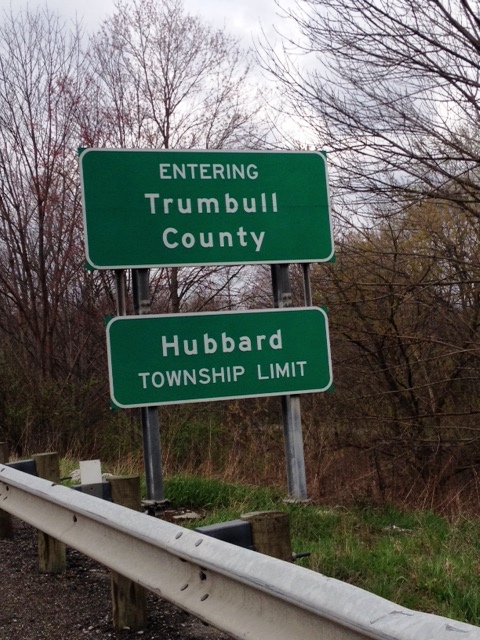 ENTERING
Trumbull
County
Hubbard
TOWNSHIP LIMIT